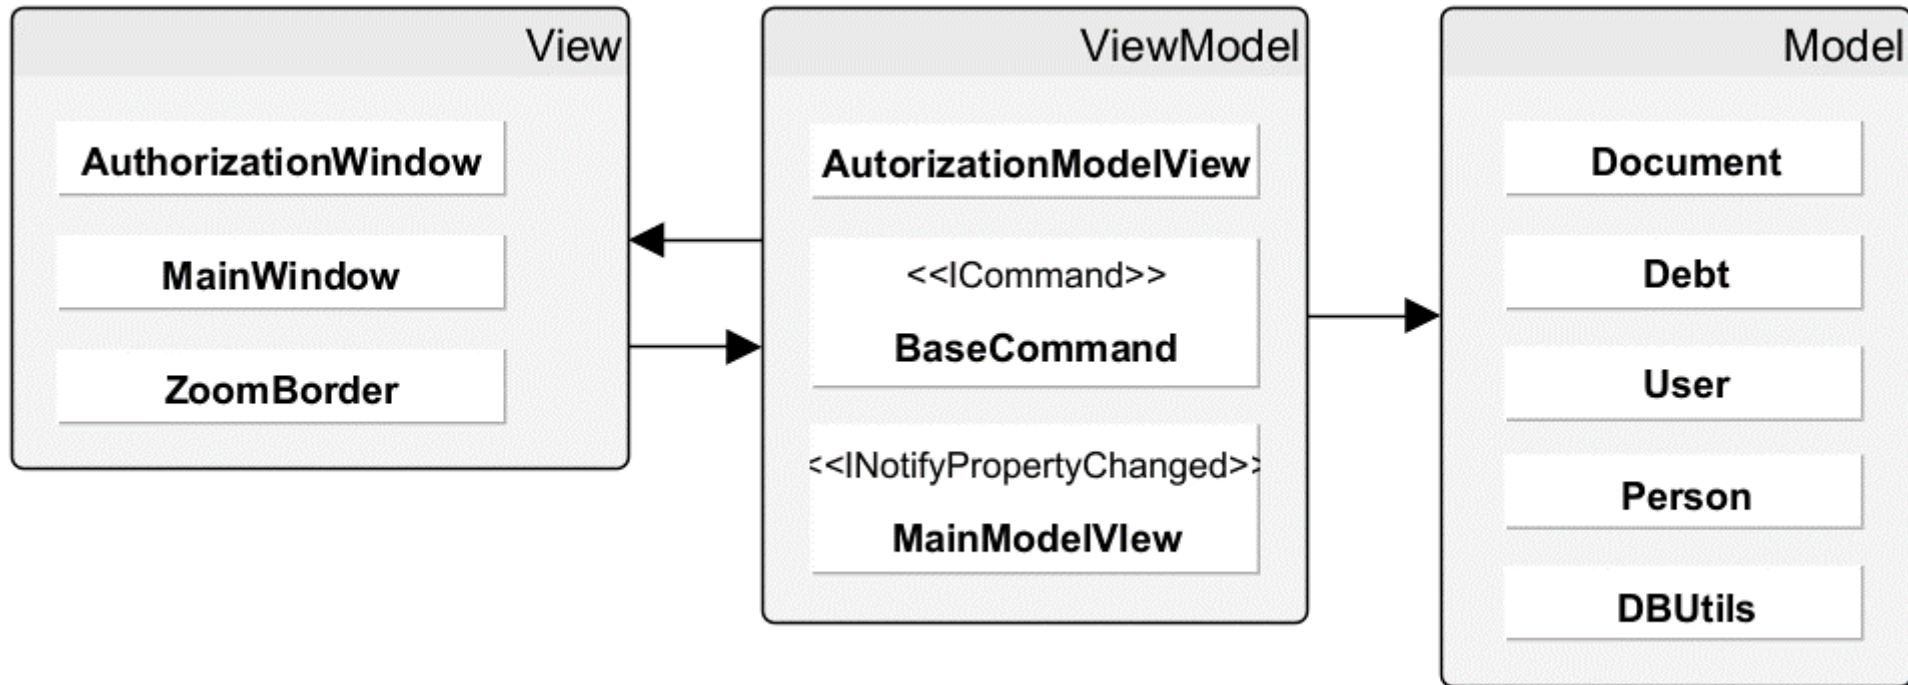 View
AuthorizationWindow
MainWindow
ZoomBorder
ViewModel
AutorizationModelView
<<ICommand>>
BaseCommand
<<INotifyPropertyChanged>>
MainModelVIew
Model
Document
Debt
User
Person
DBUtils